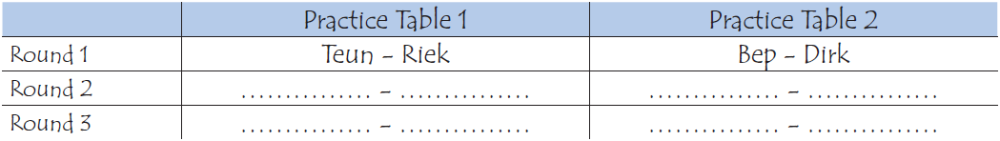 Practice Table 1 Practice Table 2
Round 1 Teun - Riek Bep - Dirk
Round 2 ............... - ............... ............... - ...............
Round 3 ............... - ............... ............... - ...............